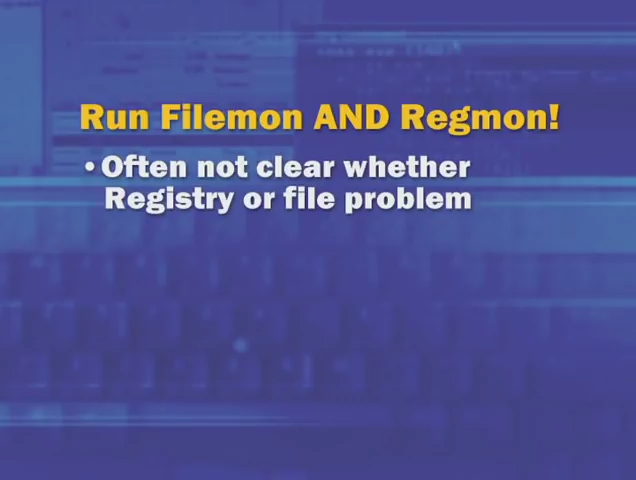 Run Filemon AND Regmon!
• Often not clear whether
Registry or file problem